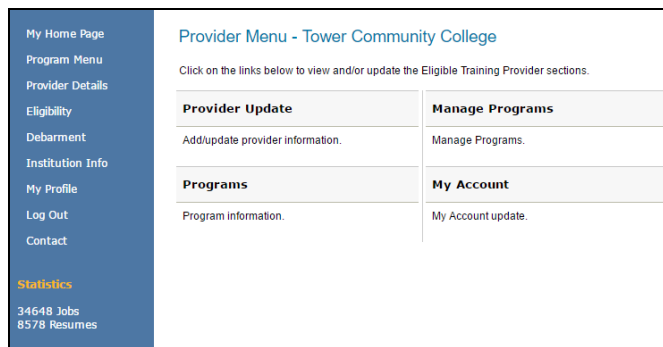 My Home Page
Program Menu
Provider Details
Eligibility
Debarment
Institution Info
My Profile
Log Out
Contact
Statistics
34648 Jobs
8578 Resumes
Provider Menu - Tower Community College
Click on the links below to view and/or update the Eligible Training Provider sections.
Provider Update
Add/update provider information.
Manage Programs
Manage Programs.
Programs
Program information.
My Account
My Account update.